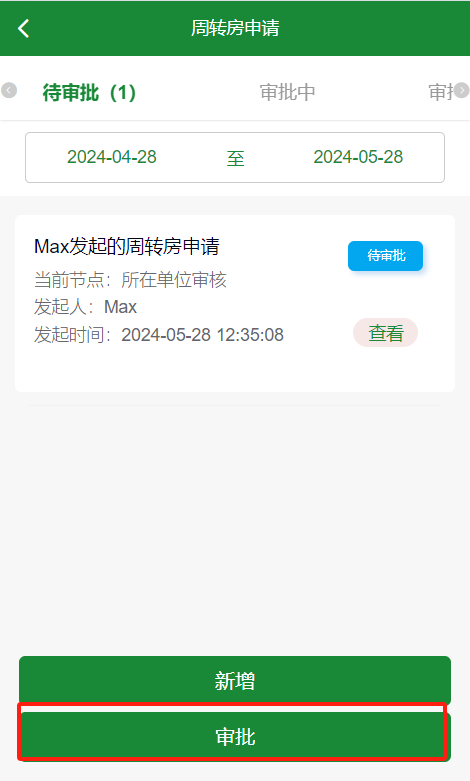 周转房申请
待审批（1） 审批中
2024-04-28 至 2024-05-28
Max发起的周转房申请 待审批
当前节点：所在单位审核
发起人：Max
发起时间：2024-05-28 12:35:08 查看
新增
审批